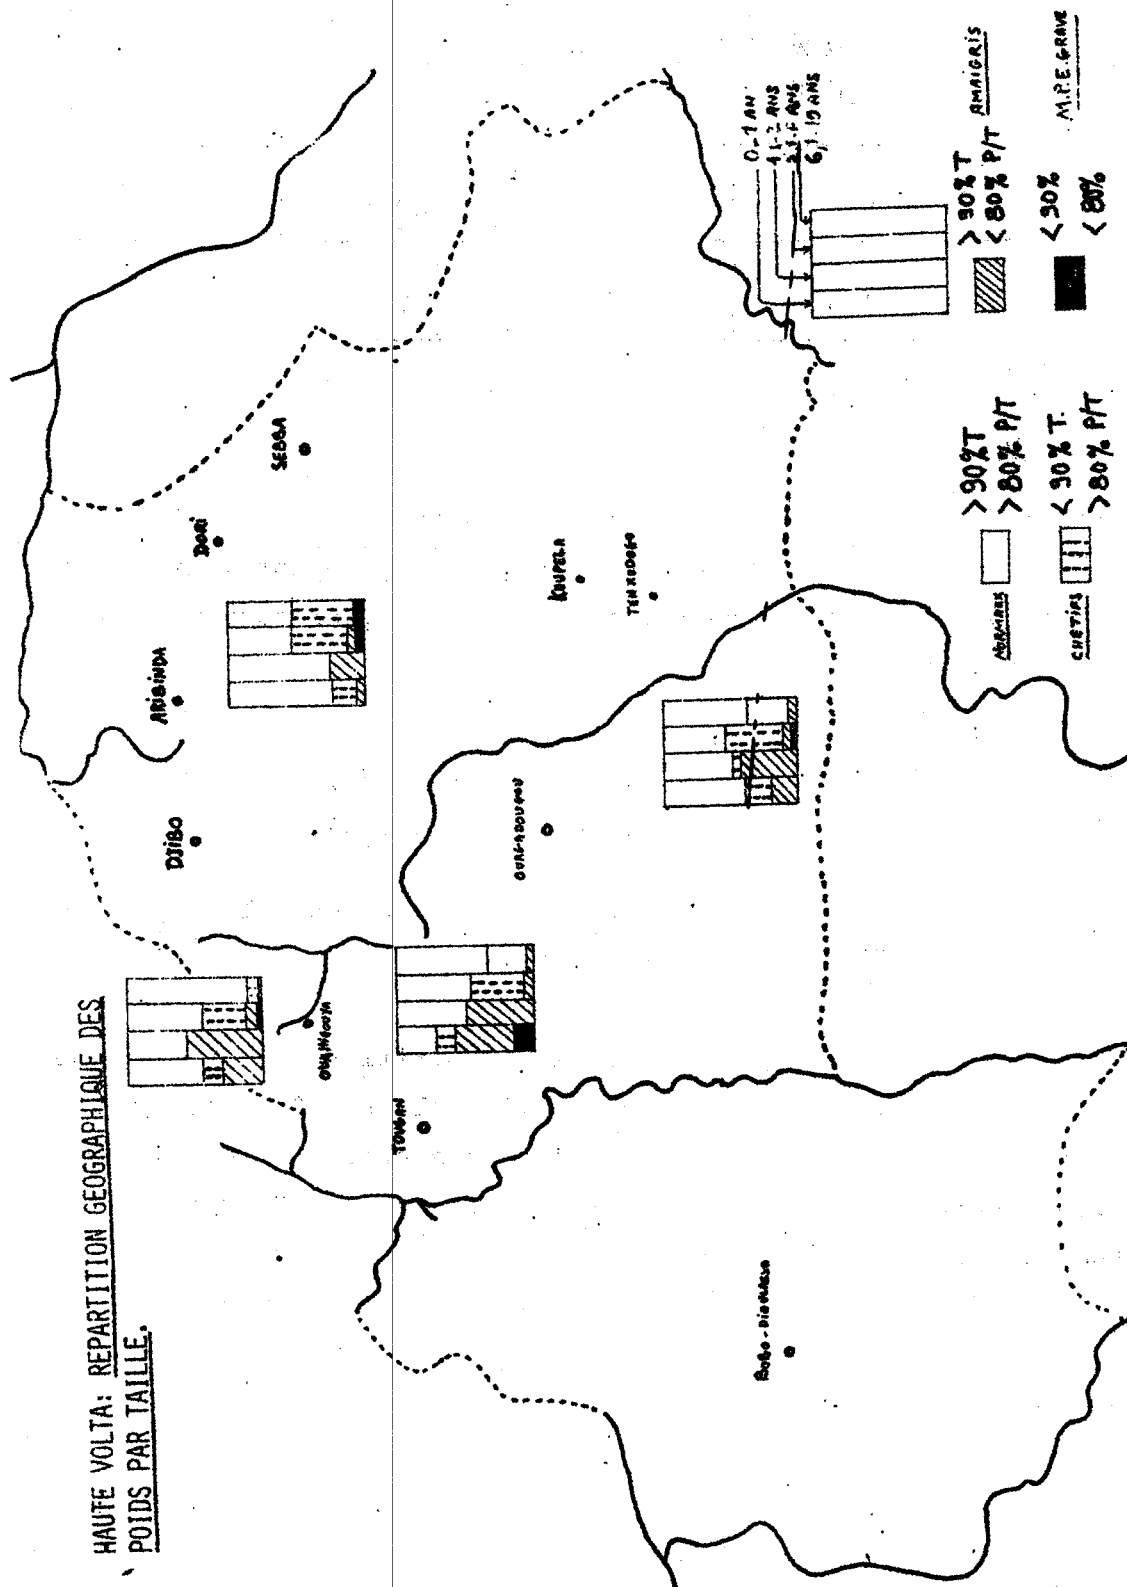 HAUTE VOLTA: REPARTITION GEOGRAPHIQUE DES
POIDS PAR TAILLE.
DJIBO
ARIBINDA
DORI
SEBBA
OUAHIGOUYA
TOUGAN
OUAGADOUGOU
KOUPELA
TENKODOGO
BOBO-DIOULASSO
0-1 AN
1,1-2 ANS
2,1-6 ANS
6,1-10 ANS
NORMAUX
>90%T
>80% P/T
>90%T AMAIGRIS
<80% P/T
CHETIFS
<90% T.
>80% P/T
<90% M.P.E. GRAVE
<80%